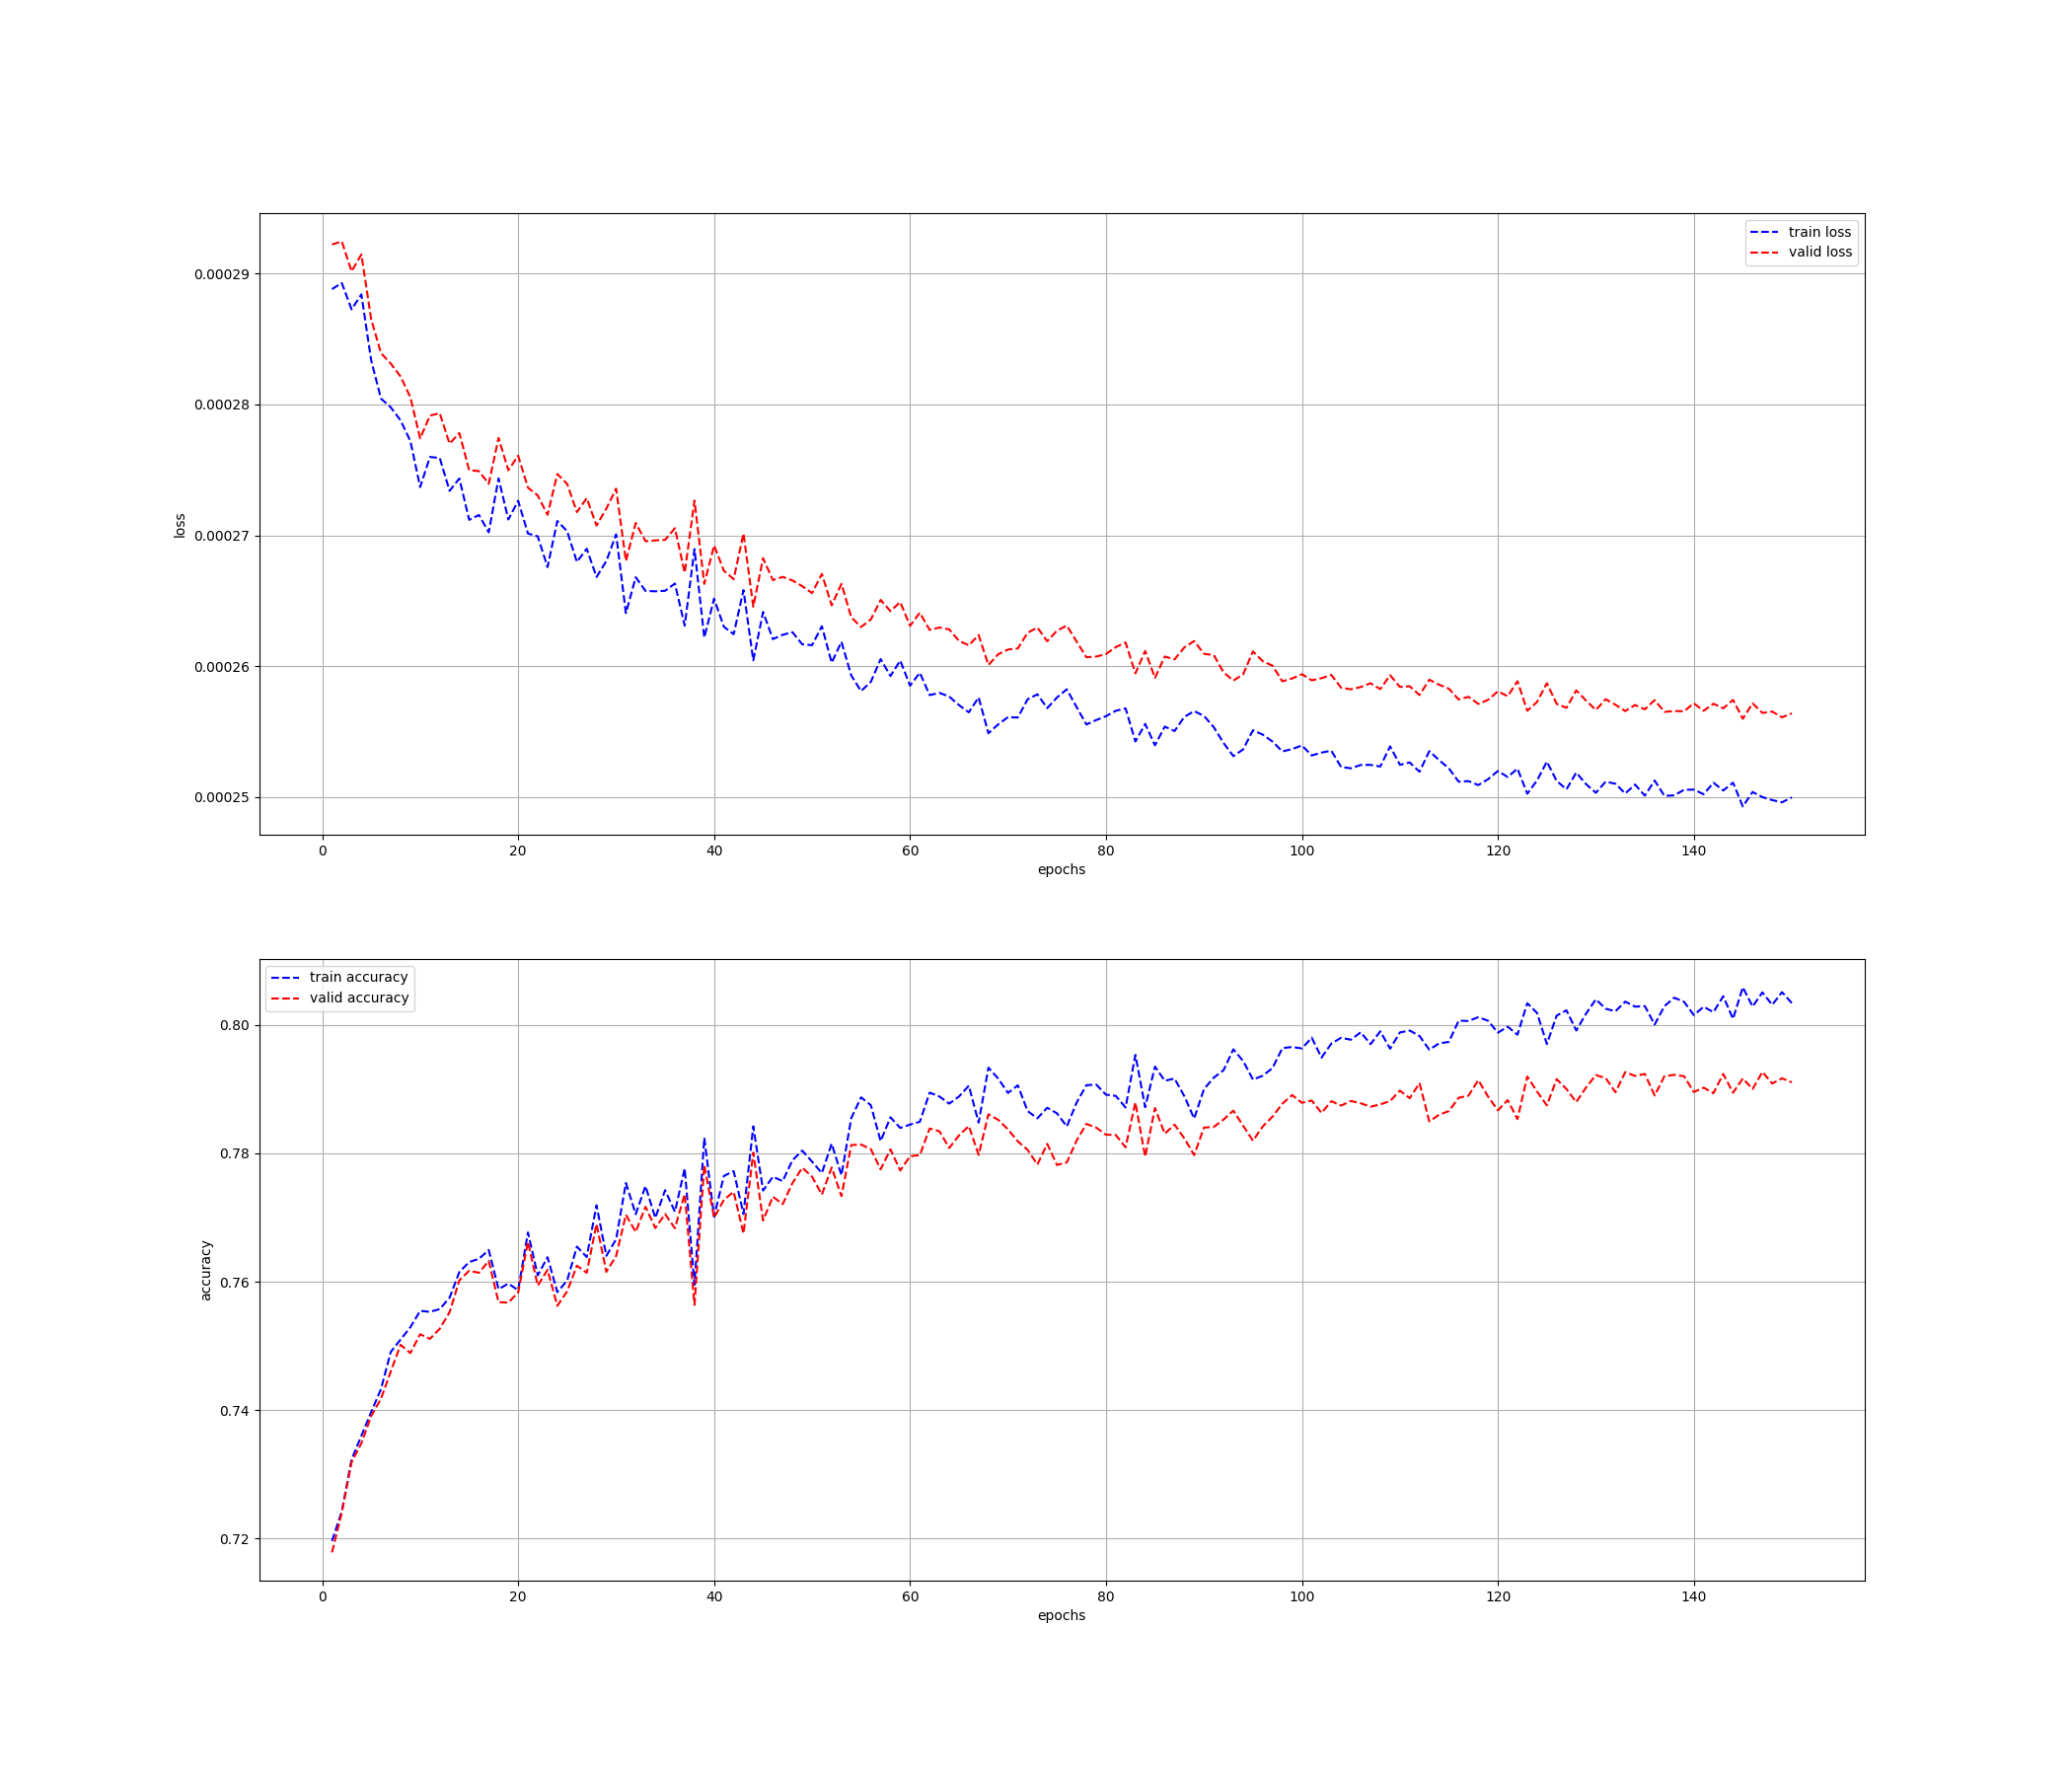 train loss
valid loss
0.00029
0.00028
0.00027
0.00026
0.00025
loss
0 20 40 60 80 100 120 140
epochs
train accuracy
valid accuracy
0.80
0.78
0.76
0.74
0.72
accuracy
0 20 40 60 80 100 120 140
epochs